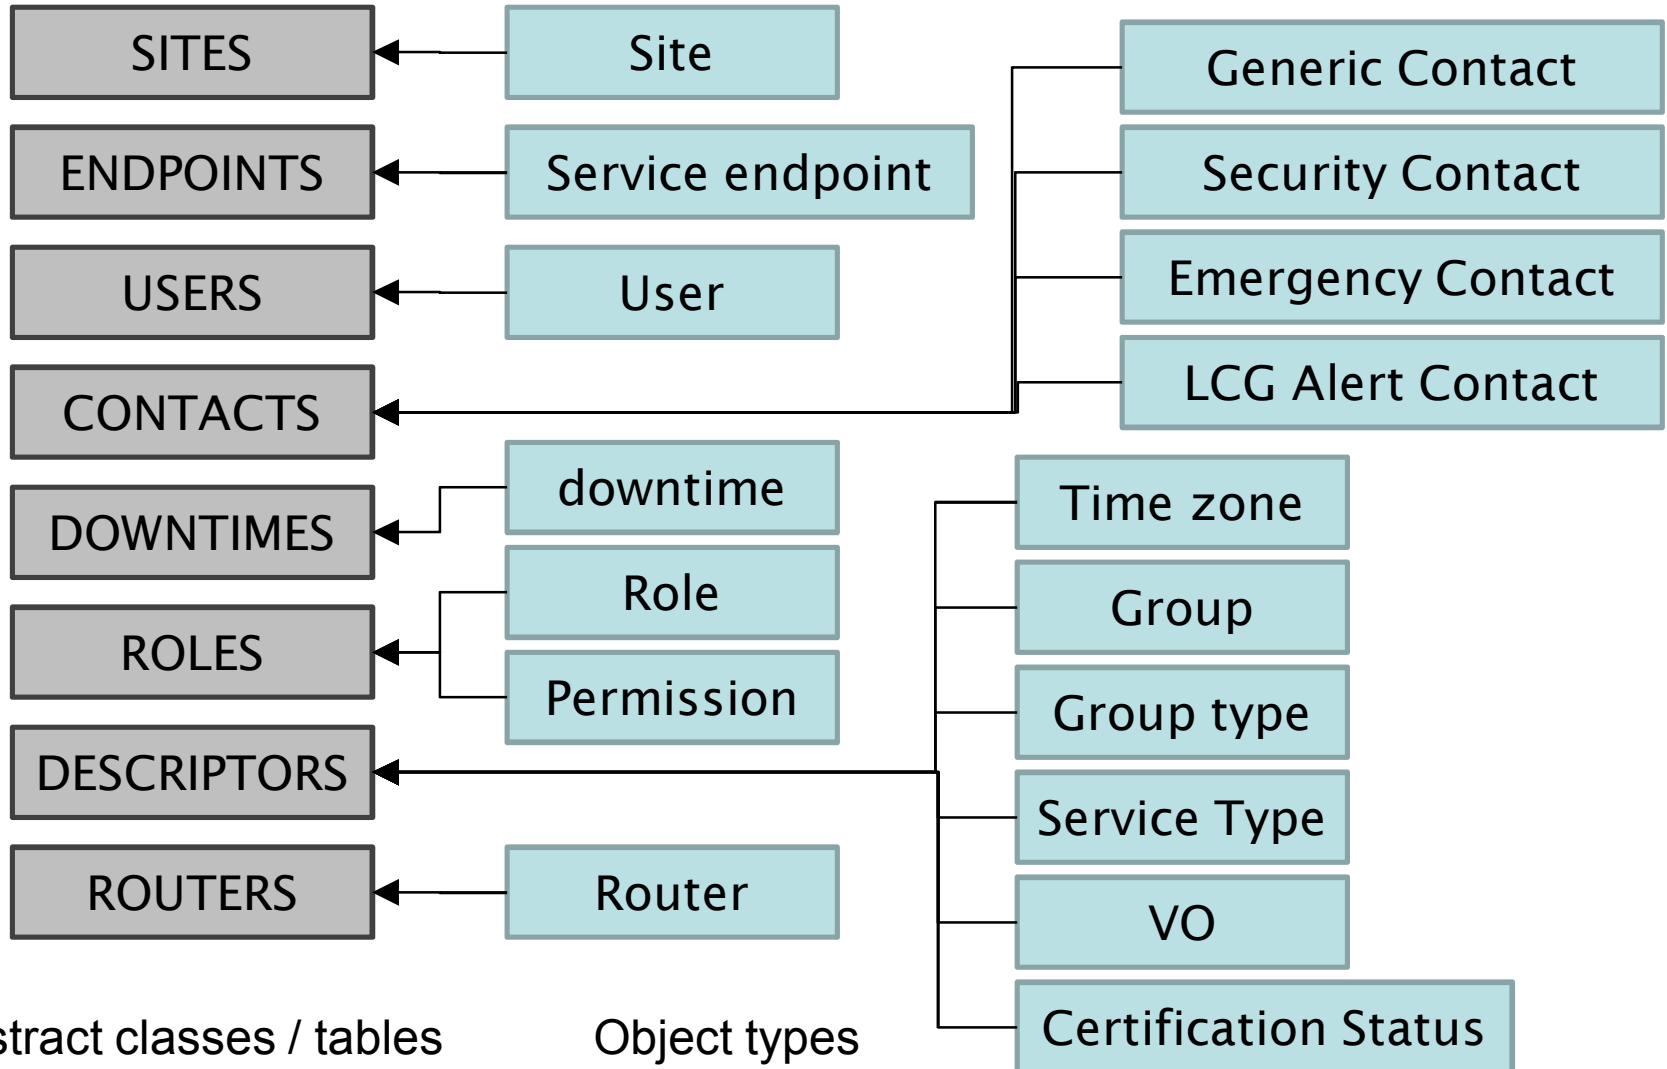 SITES
Site
Generic Contact
ENDPOINTS
Service endpoint
Security Contact
USERS
User
Emergency Contact
CONTACTS
LCG Alert Contact
DOWNTIMES
downtime
Time zone
ROLES
Role
Permission
Group
DESCRIPTORS
Group type
Service Type
ROUTERS
Router
VO
Certification Status
stract classes / tables
Object types